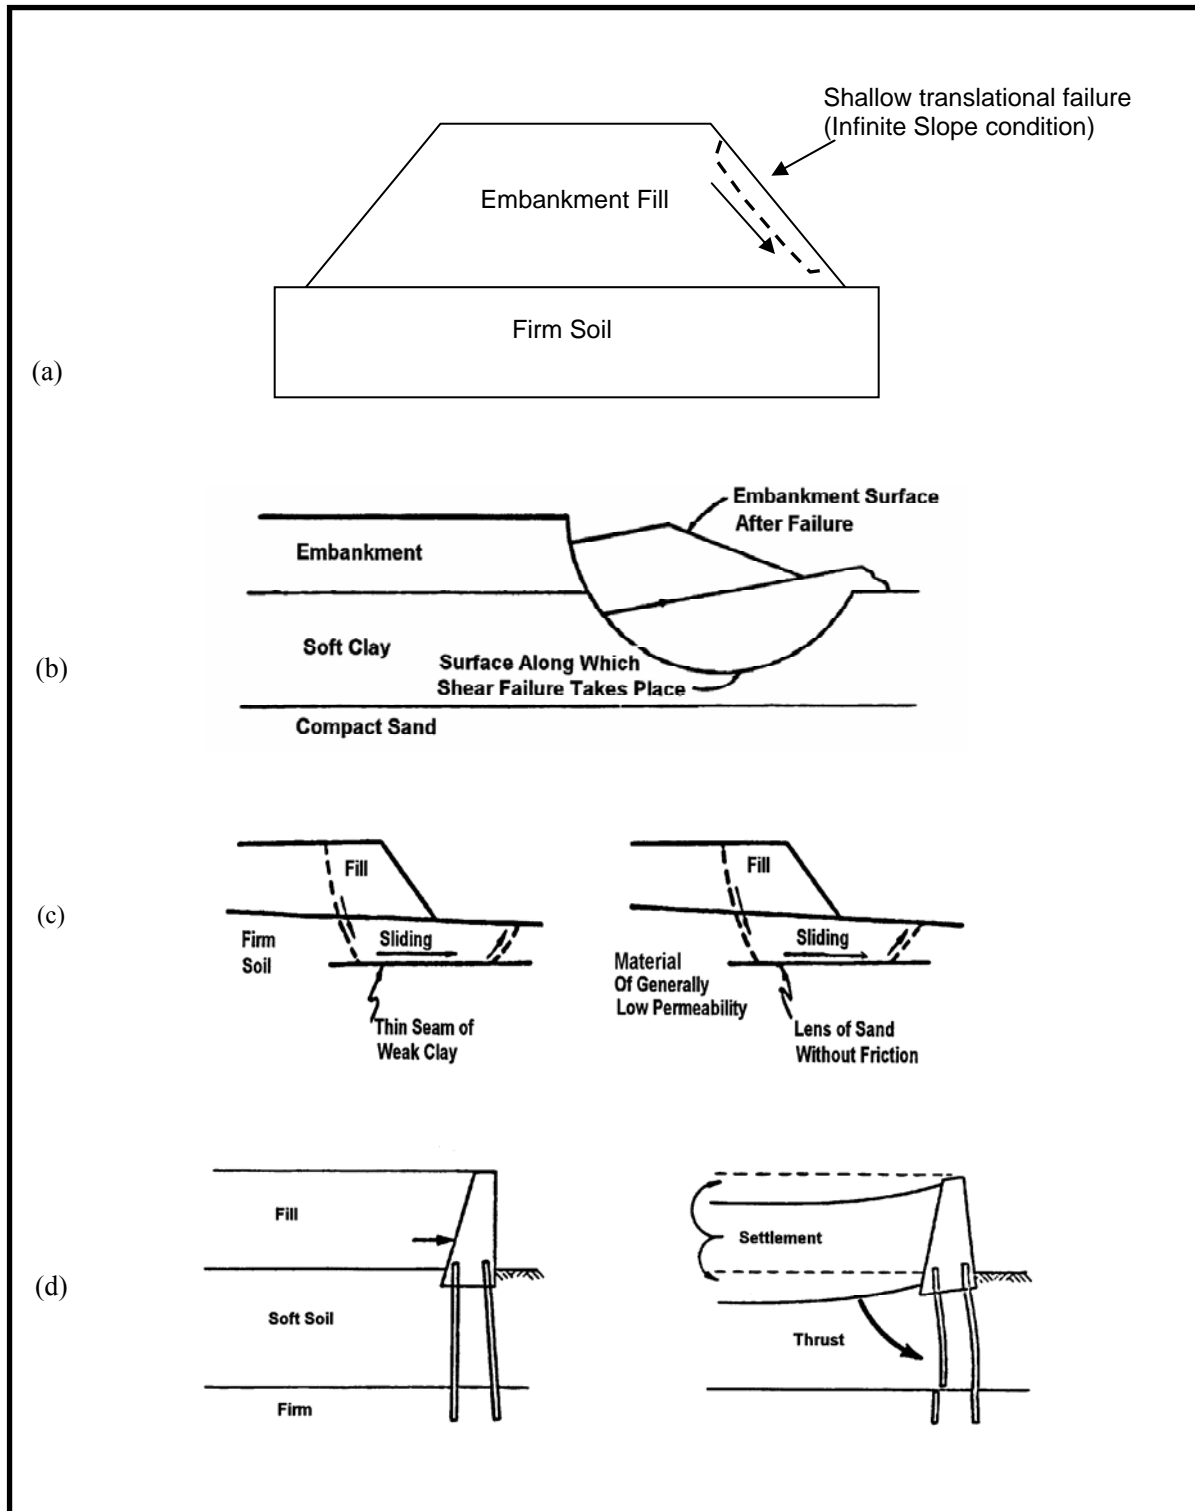 Shallow translational failure
(Infinite Slope condition)
Embankment Fill
Firm Soil
(a)
Embankment Surface
After Failure
Embankment
Soft Clay
Surface Along Which
Shear Failure Takes Place
Compact Sand
(b)
Fill
Firm
Soil
Sliding
Thin Seam of
Weak Clay
Fill
Sliding
Material
Of Generally
Low Permeability
Lens of Sand
Without Friction
(c)
Fill
Soft Soil
Firm
Settlement
Thrust
(d)